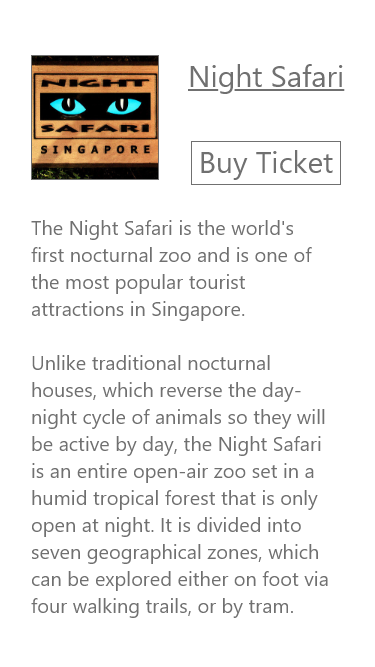 NIGHT
SAFARI
SINGAPORE
Night Safari
Buy Ticket
The Night Safari is the world's
first nocturnal zoo and is one of
the most popular tourist
attractions in Singapore.
Unlike traditional nocturnal
houses, which reverse the day-
night cycle of animals so they will
be active by day, the Night Safari
is an entire open-air zoo set in a
humid tropical forest that is only
open at night. It is divided into
seven geographical zones, which
can be explored either on foot via
four walking trails, or by tram.